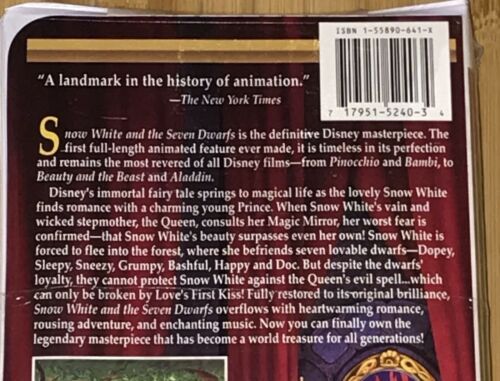 ISBN 1-55890-641-X
"A landmark in the history of animation."
—The New York Times
7 17951-5240-3 4
Snow White and the Seven Dwarfs is the definitive Disney masterpiece. The
first full-length animated feature ever made, it is timeless in its perfection
and remains the most revered of all Disney films—from Pinocchio and Bambi, to
Beauty and the Beast and Aladdin.
Disney's immortal fairy tale springs to magical life as the lovely Snow White
finds romance with a charming young Prince. When Snow White's vain and
wicked stepmother, the Queen, consults her Magic Mirror, her worst fear is
confirmed—that Snow White's beauty surpasses even her own! Snow White is
forced to flee into the forest, where she befriends seven lovable dwarfs—Dopey,
Sleepy, Sneezy, Grumpy, Bashful, Happy and Doc. But despite the dwarfs'
loyalty, they cannot protect Snow White against the Queen's evil spell...which
can only be broken by Love's First Kiss! Fully restored to its original brilliance,
Snow White and the Seven Dwarfs overflows with heartwarming romance,
rousing adventure, and enchanting music. Now you can finally own the
legendary masterpiece that has become a world treasure for all generations!